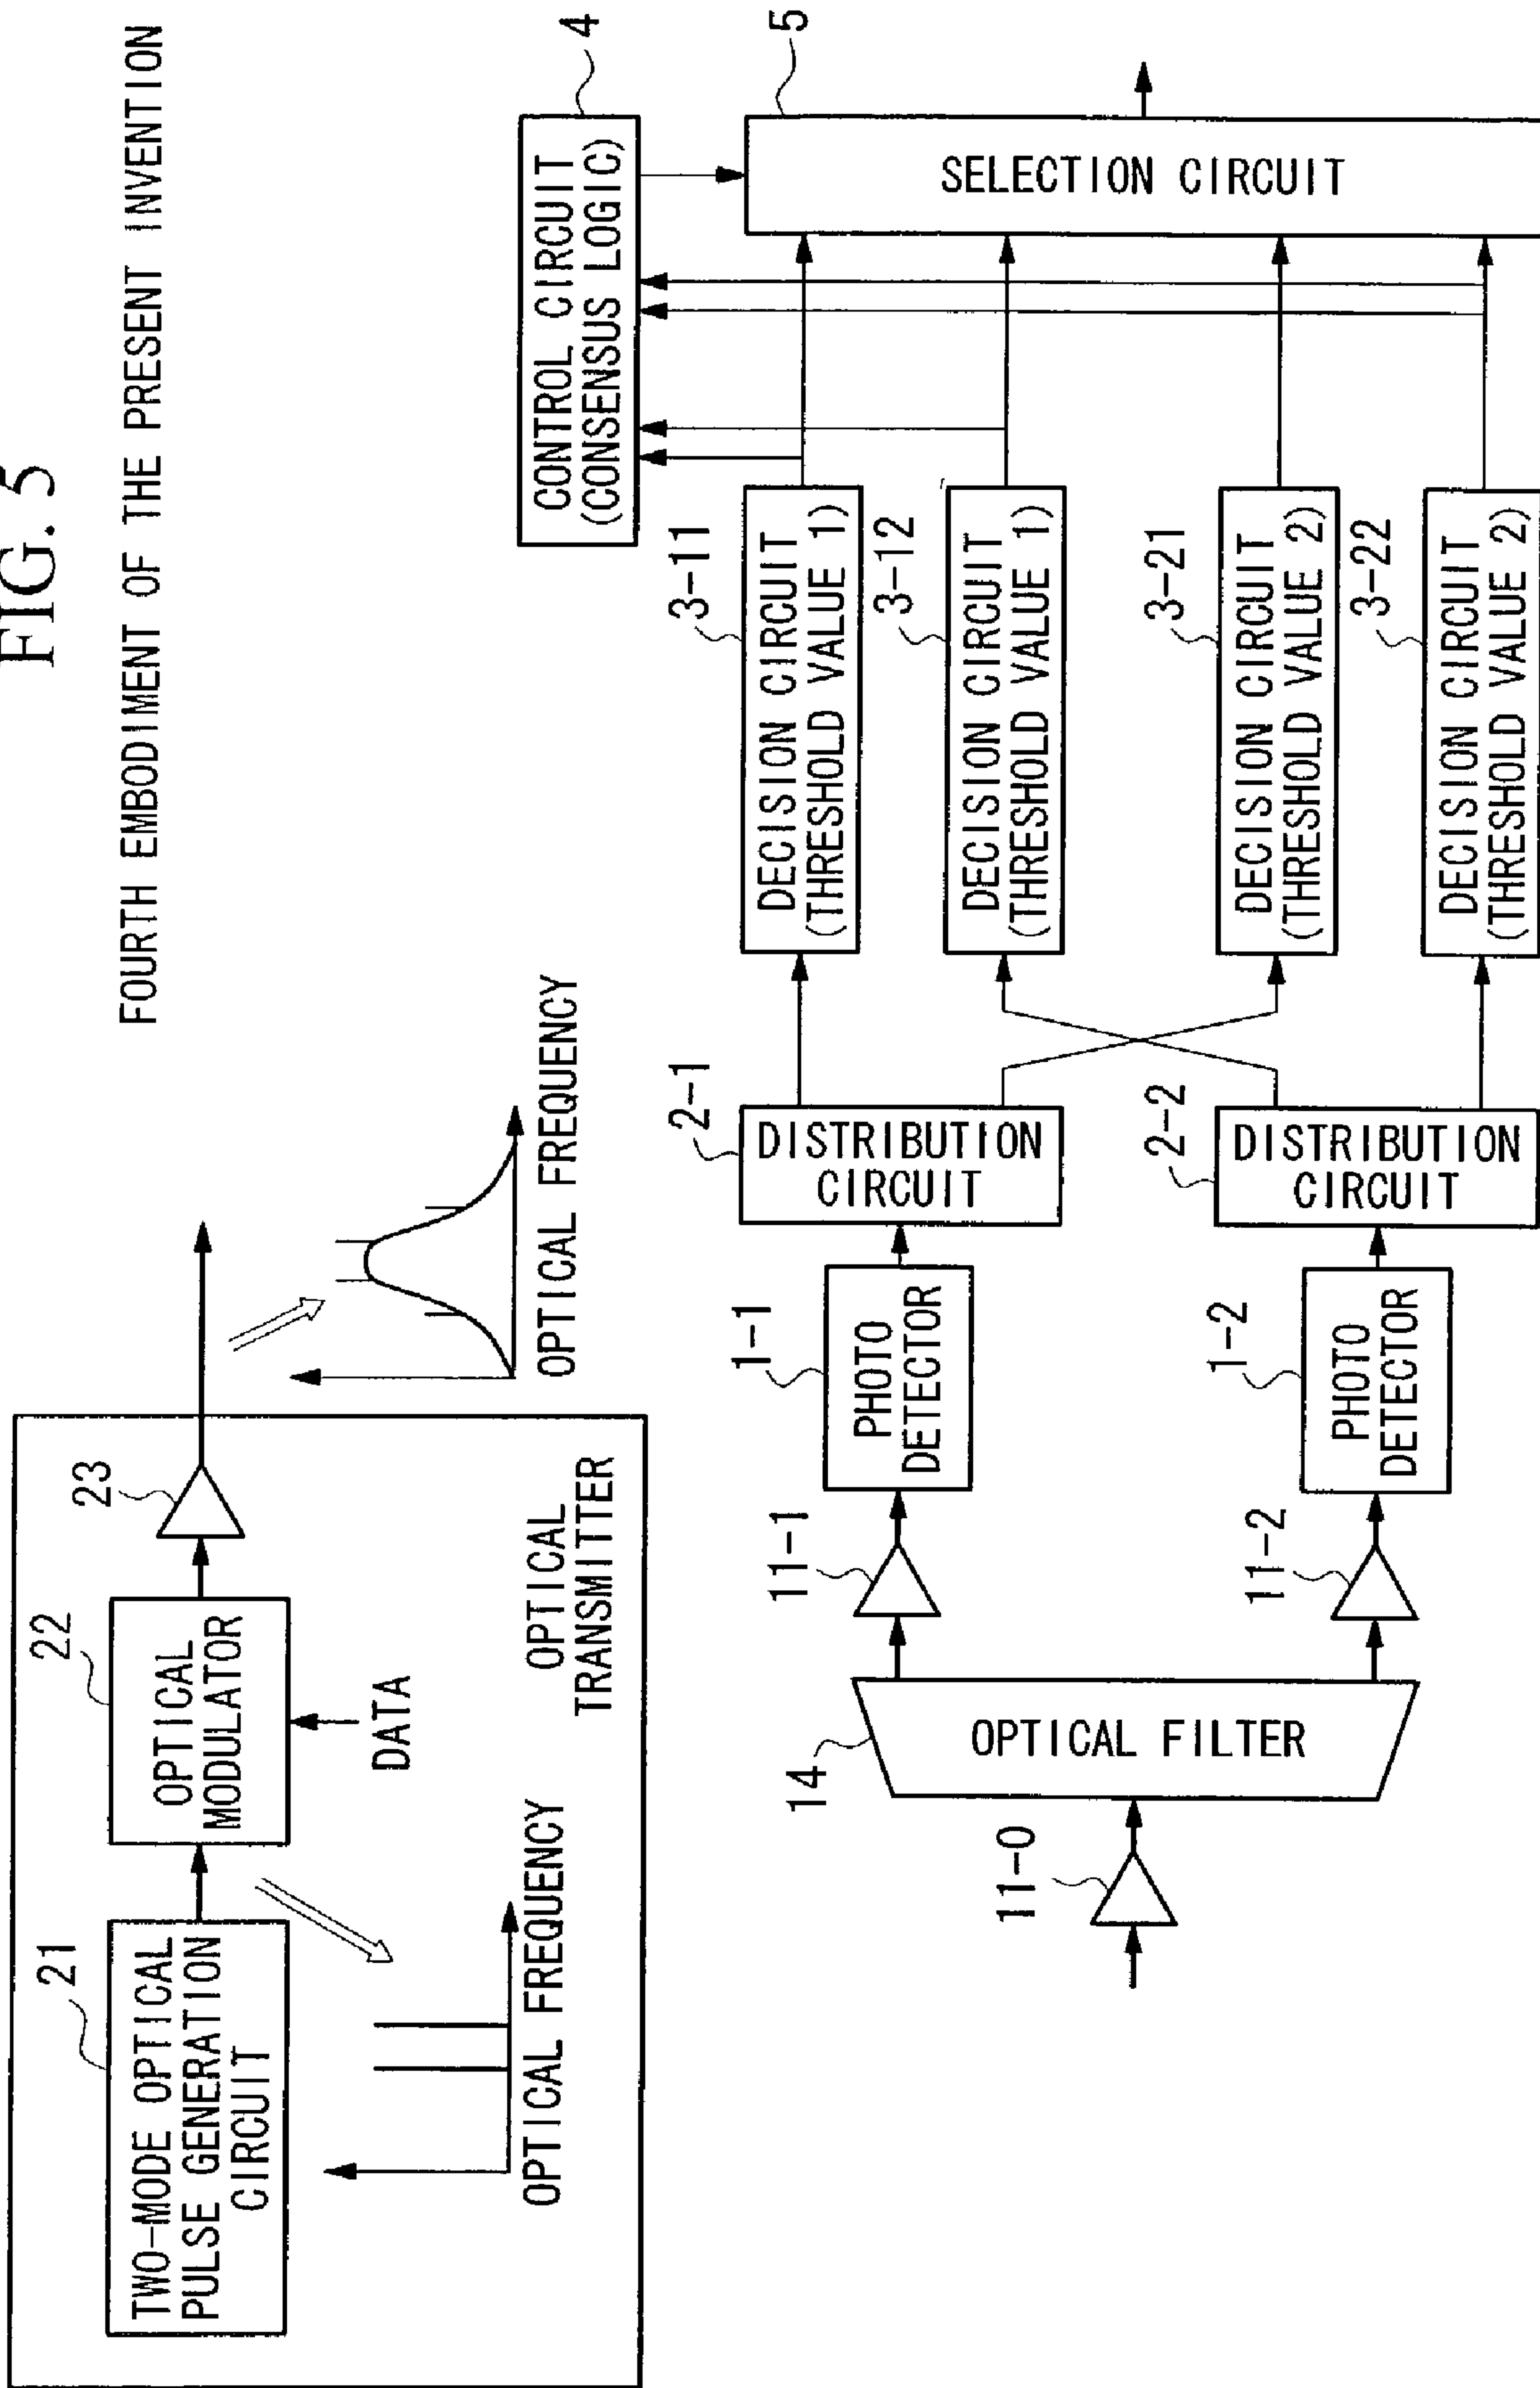 FIG. 5
FOURTH EMBODIMENT OF THE PRESENT INVENTION
21
TWO-MODE OPTICAL
PULSE GENERATION
CIRCUIT
22
OPTICAL
MODULATOR
DATA
23
OPTICAL
TRANSMITTER
OPTICAL FREQUENCY
OPTICAL FREQUENCY
11-0
14
OPTICAL FILTER
11-1
11-2
1-1
PHOTO
DETECTOR
1-2
PHOTO
DETECTOR
2-1
DISTRIBUTION
CIRCUIT
2-2
DISTRIBUTION
CIRCUIT
3-11
DECISION CIRCUIT
(THRESHOLD VALUE 1)
3-12
DECISION CIRCUIT
(THRESHOLD VALUE 1)
3-21
DECISION CIRCUIT
(THRESHOLD VALUE 2)
3-22
DECISION CIRCUIT
(THRESHOLD VALUE 2)
CONTROL CIRCUIT
(CONSENSUS LOGIC)
4
SELECTION CIRCUIT
5